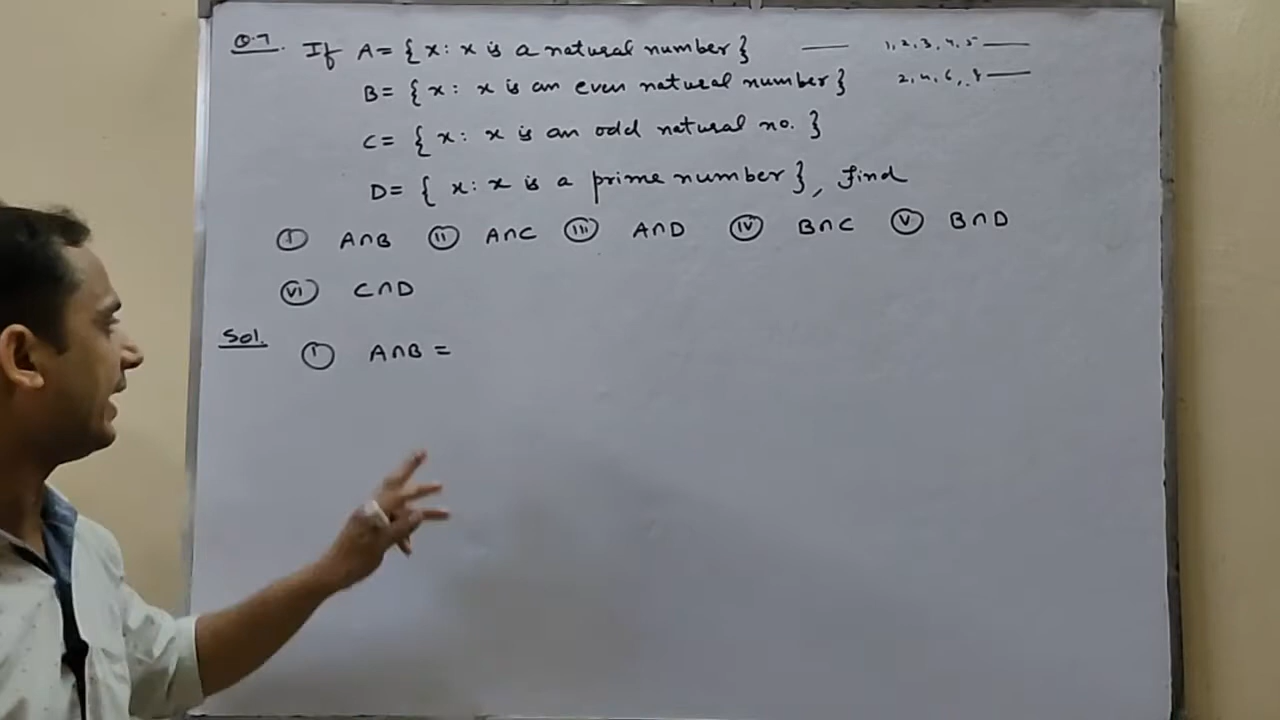 Q.7. If A = { x : x is a natural number } —— 1, 2, 3, 4, 5 ——
B = { x : x is an even natural number } 2, 4, 6, 8 ——
C = { x : x is an odd natural no. }
D = { x : x is a prime number }, find
(i) A∩B (ii) A∩C (iii) A∩D (iv) B∩C (v) B∩D
(vi) C∩D
Sol. (i) A∩B =